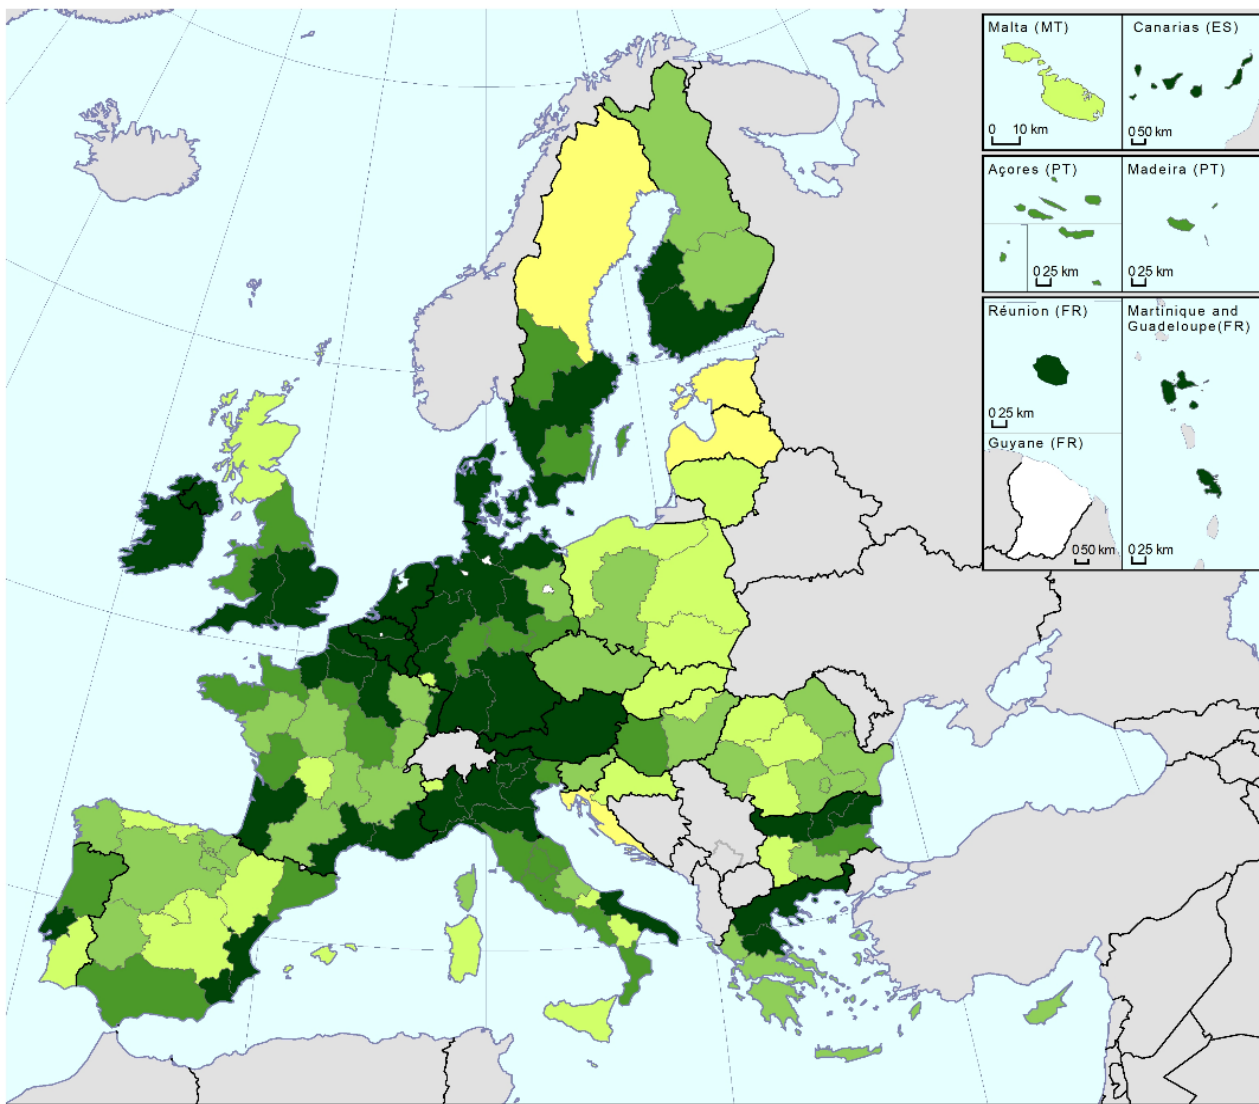 Malta (MT)
Canarias (ES)
0 10 km
0 50 km
Açores (PT)
Madeira (PT)
0 25 km
0 25 km
Réunion (FR)
Martinique and
Guadeloupe(FR)
0 25 km
Guyane (FR)
0 50 km
0 25 km